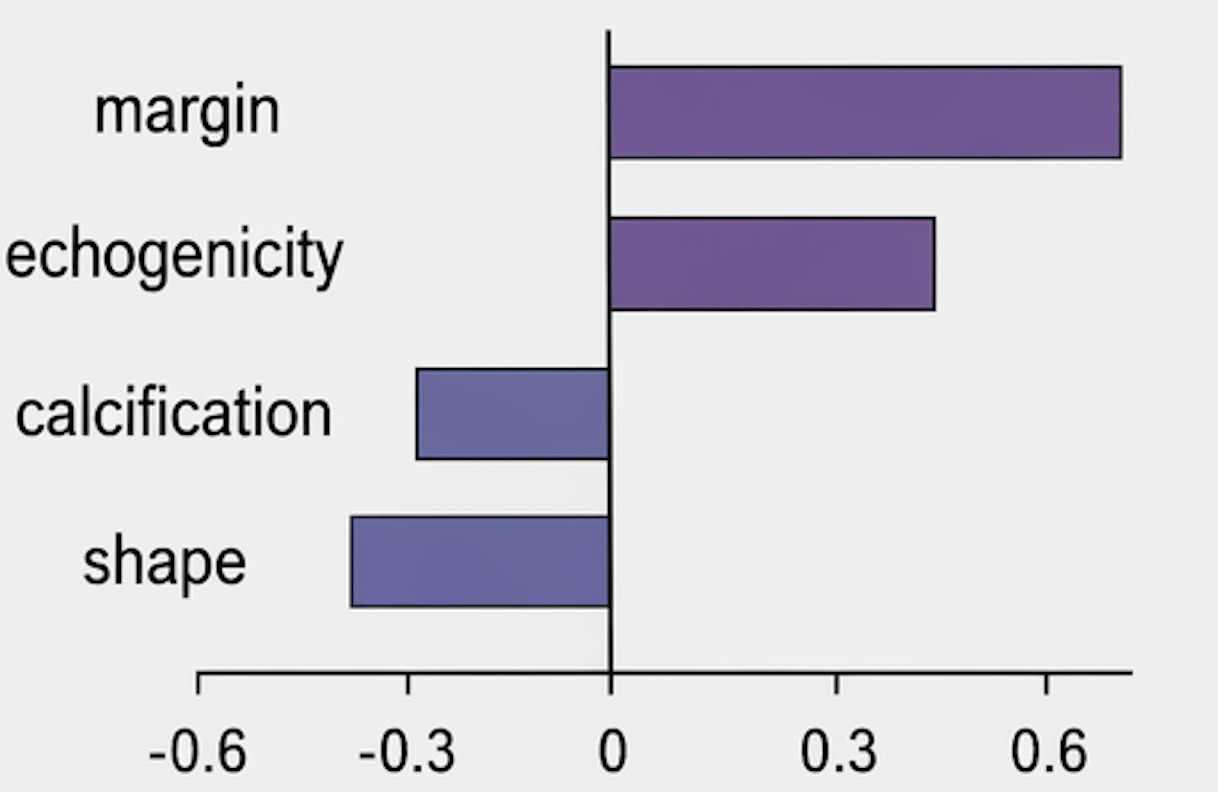 margin
echogenicity
calcification
shape
-0.6 -0.3 0 0.3 0.6